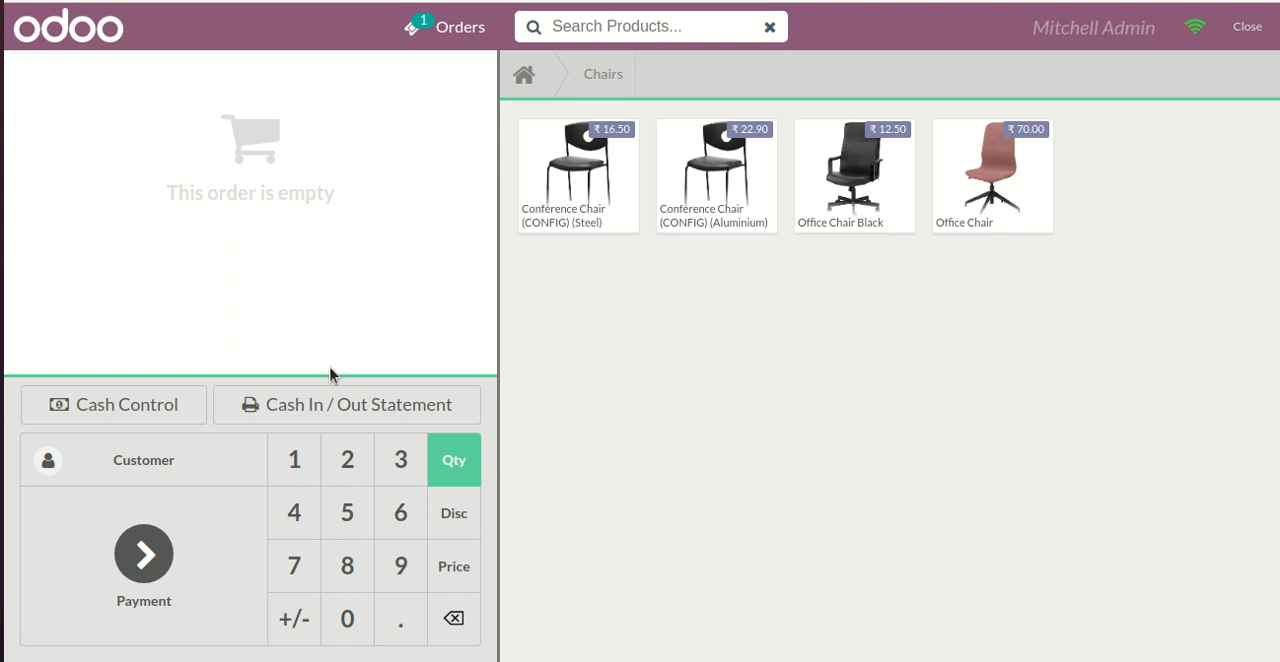 odoo
1
Orders
Search Products...
Mitchell Admin
Close
This order is empty
Chairs
₹ 16.50
Conference Chair
(CONFIG) (Steel)
₹ 22.90
Conference Chair
(CONFIG) (Aluminium)
₹ 12.50
Office Chair Black
₹ 70.00
Office Chair
Cash Control
Cash In / Out Statement
Customer
1 2 3 Qty
4 5 6 Disc
7 8 9 Price
+/- 0 .
Payment